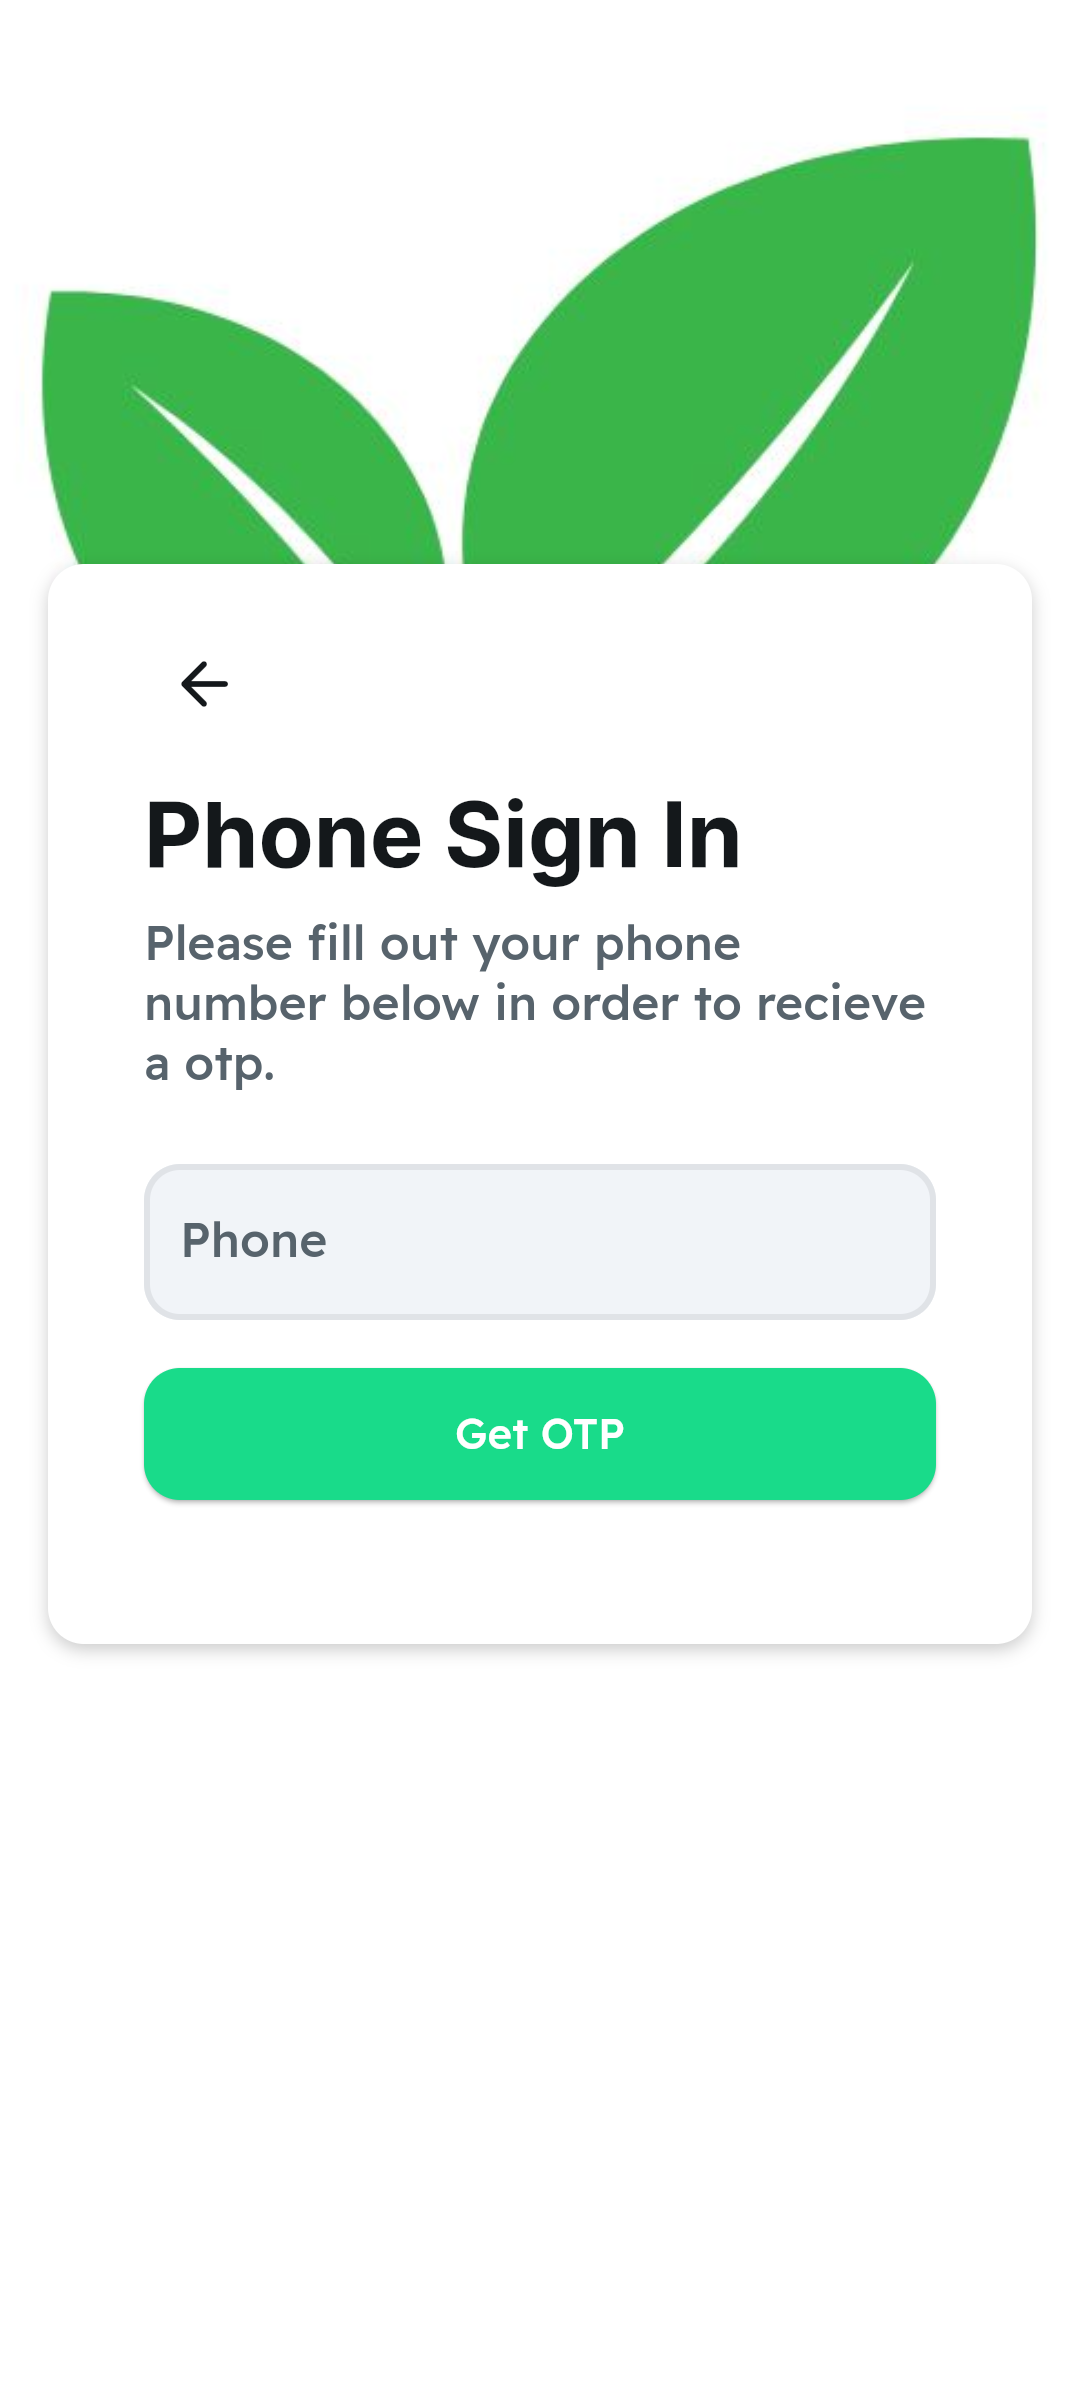 Phone Sign In
Please fill out your phone
number below in order to recieve
a otp.
Phone
Get OTP